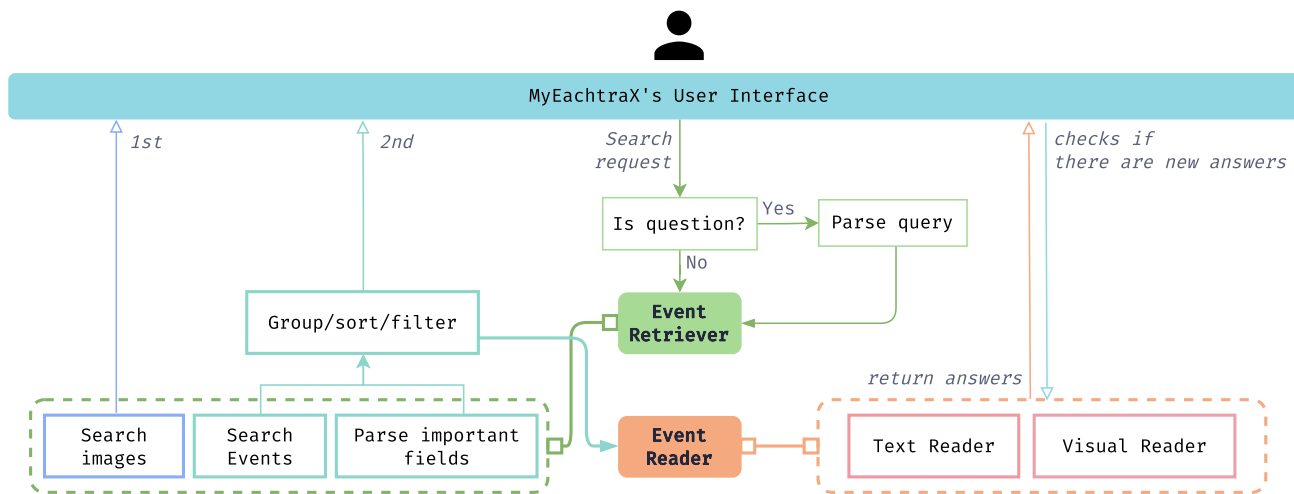 MyEachtraX's User Interface
1st
2nd
Search
request
checks if
there are new answers
Is question?
Yes
Parse query
No
Group/sort/filter
Event
Retriever
return answers
Search
images
Search
Events
Parse important
fields
Event
Reader
Text Reader
Visual Reader